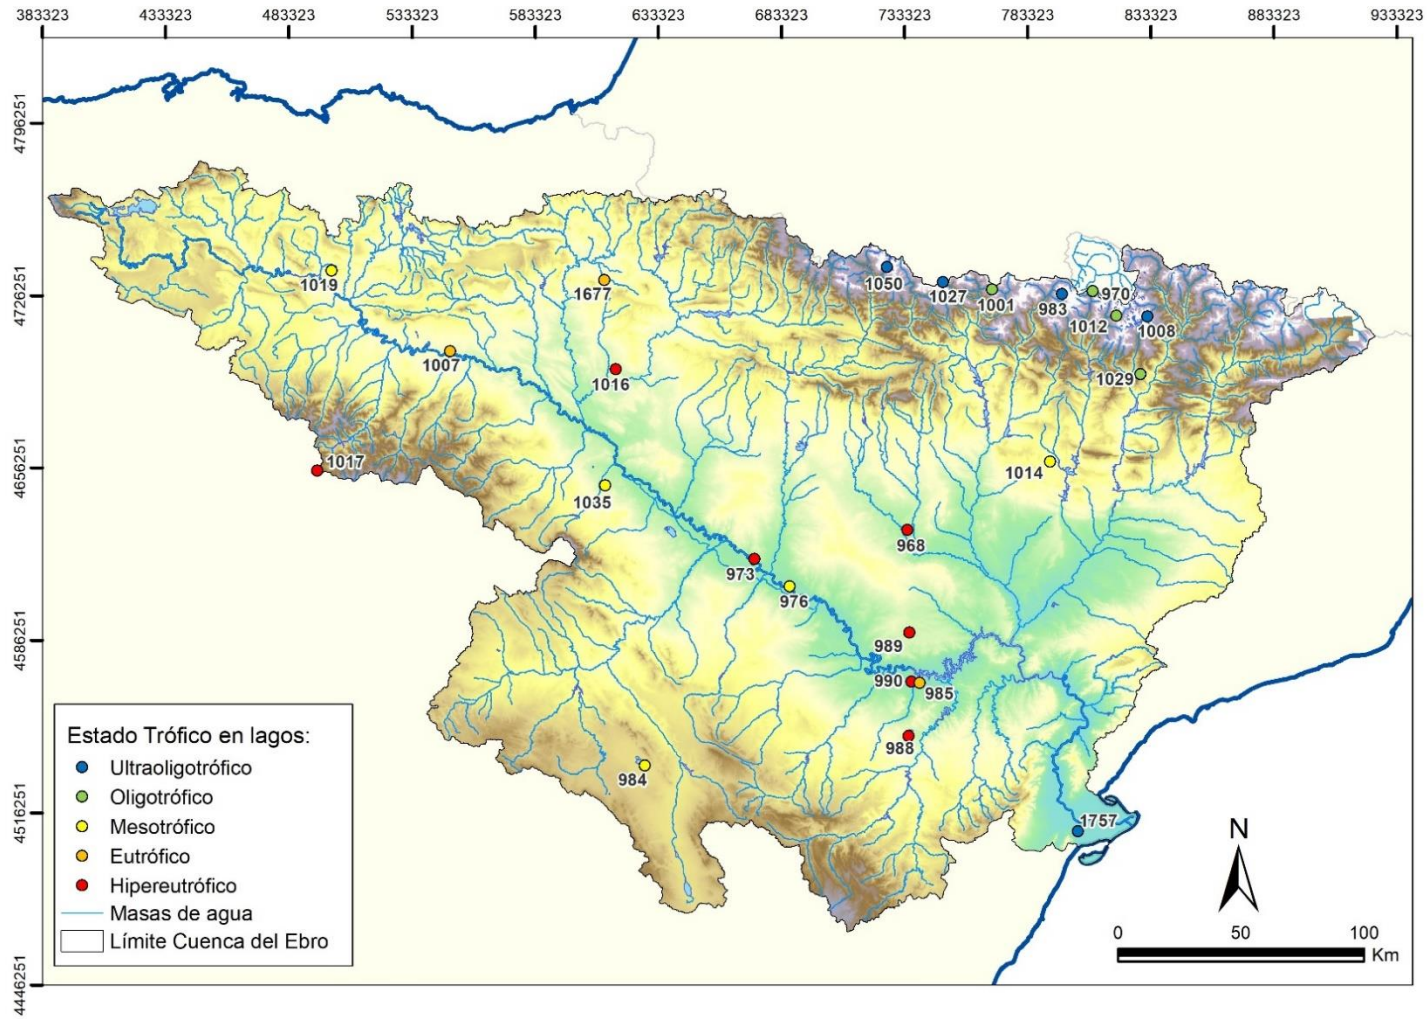 383323 433323 483323 533323 583323 633323 683323 733323 783323 833323 883323 933323
4796251
4726251
4656251
4586251
4516251
4446251
1019
1677
1050
1027
1001
983
970
1012
1008
1029
1007
1016
1017
1035
1014
968
973
976
989
990
985
988
984
1757
Estado Trófico en lagos:
Ultraoligotrófico
Oligotrófico
Mesotrófico
Eutrófico
Hipereutrófico
Masas de agua
Límite Cuenca del Ebro
N
0 50 100
Km